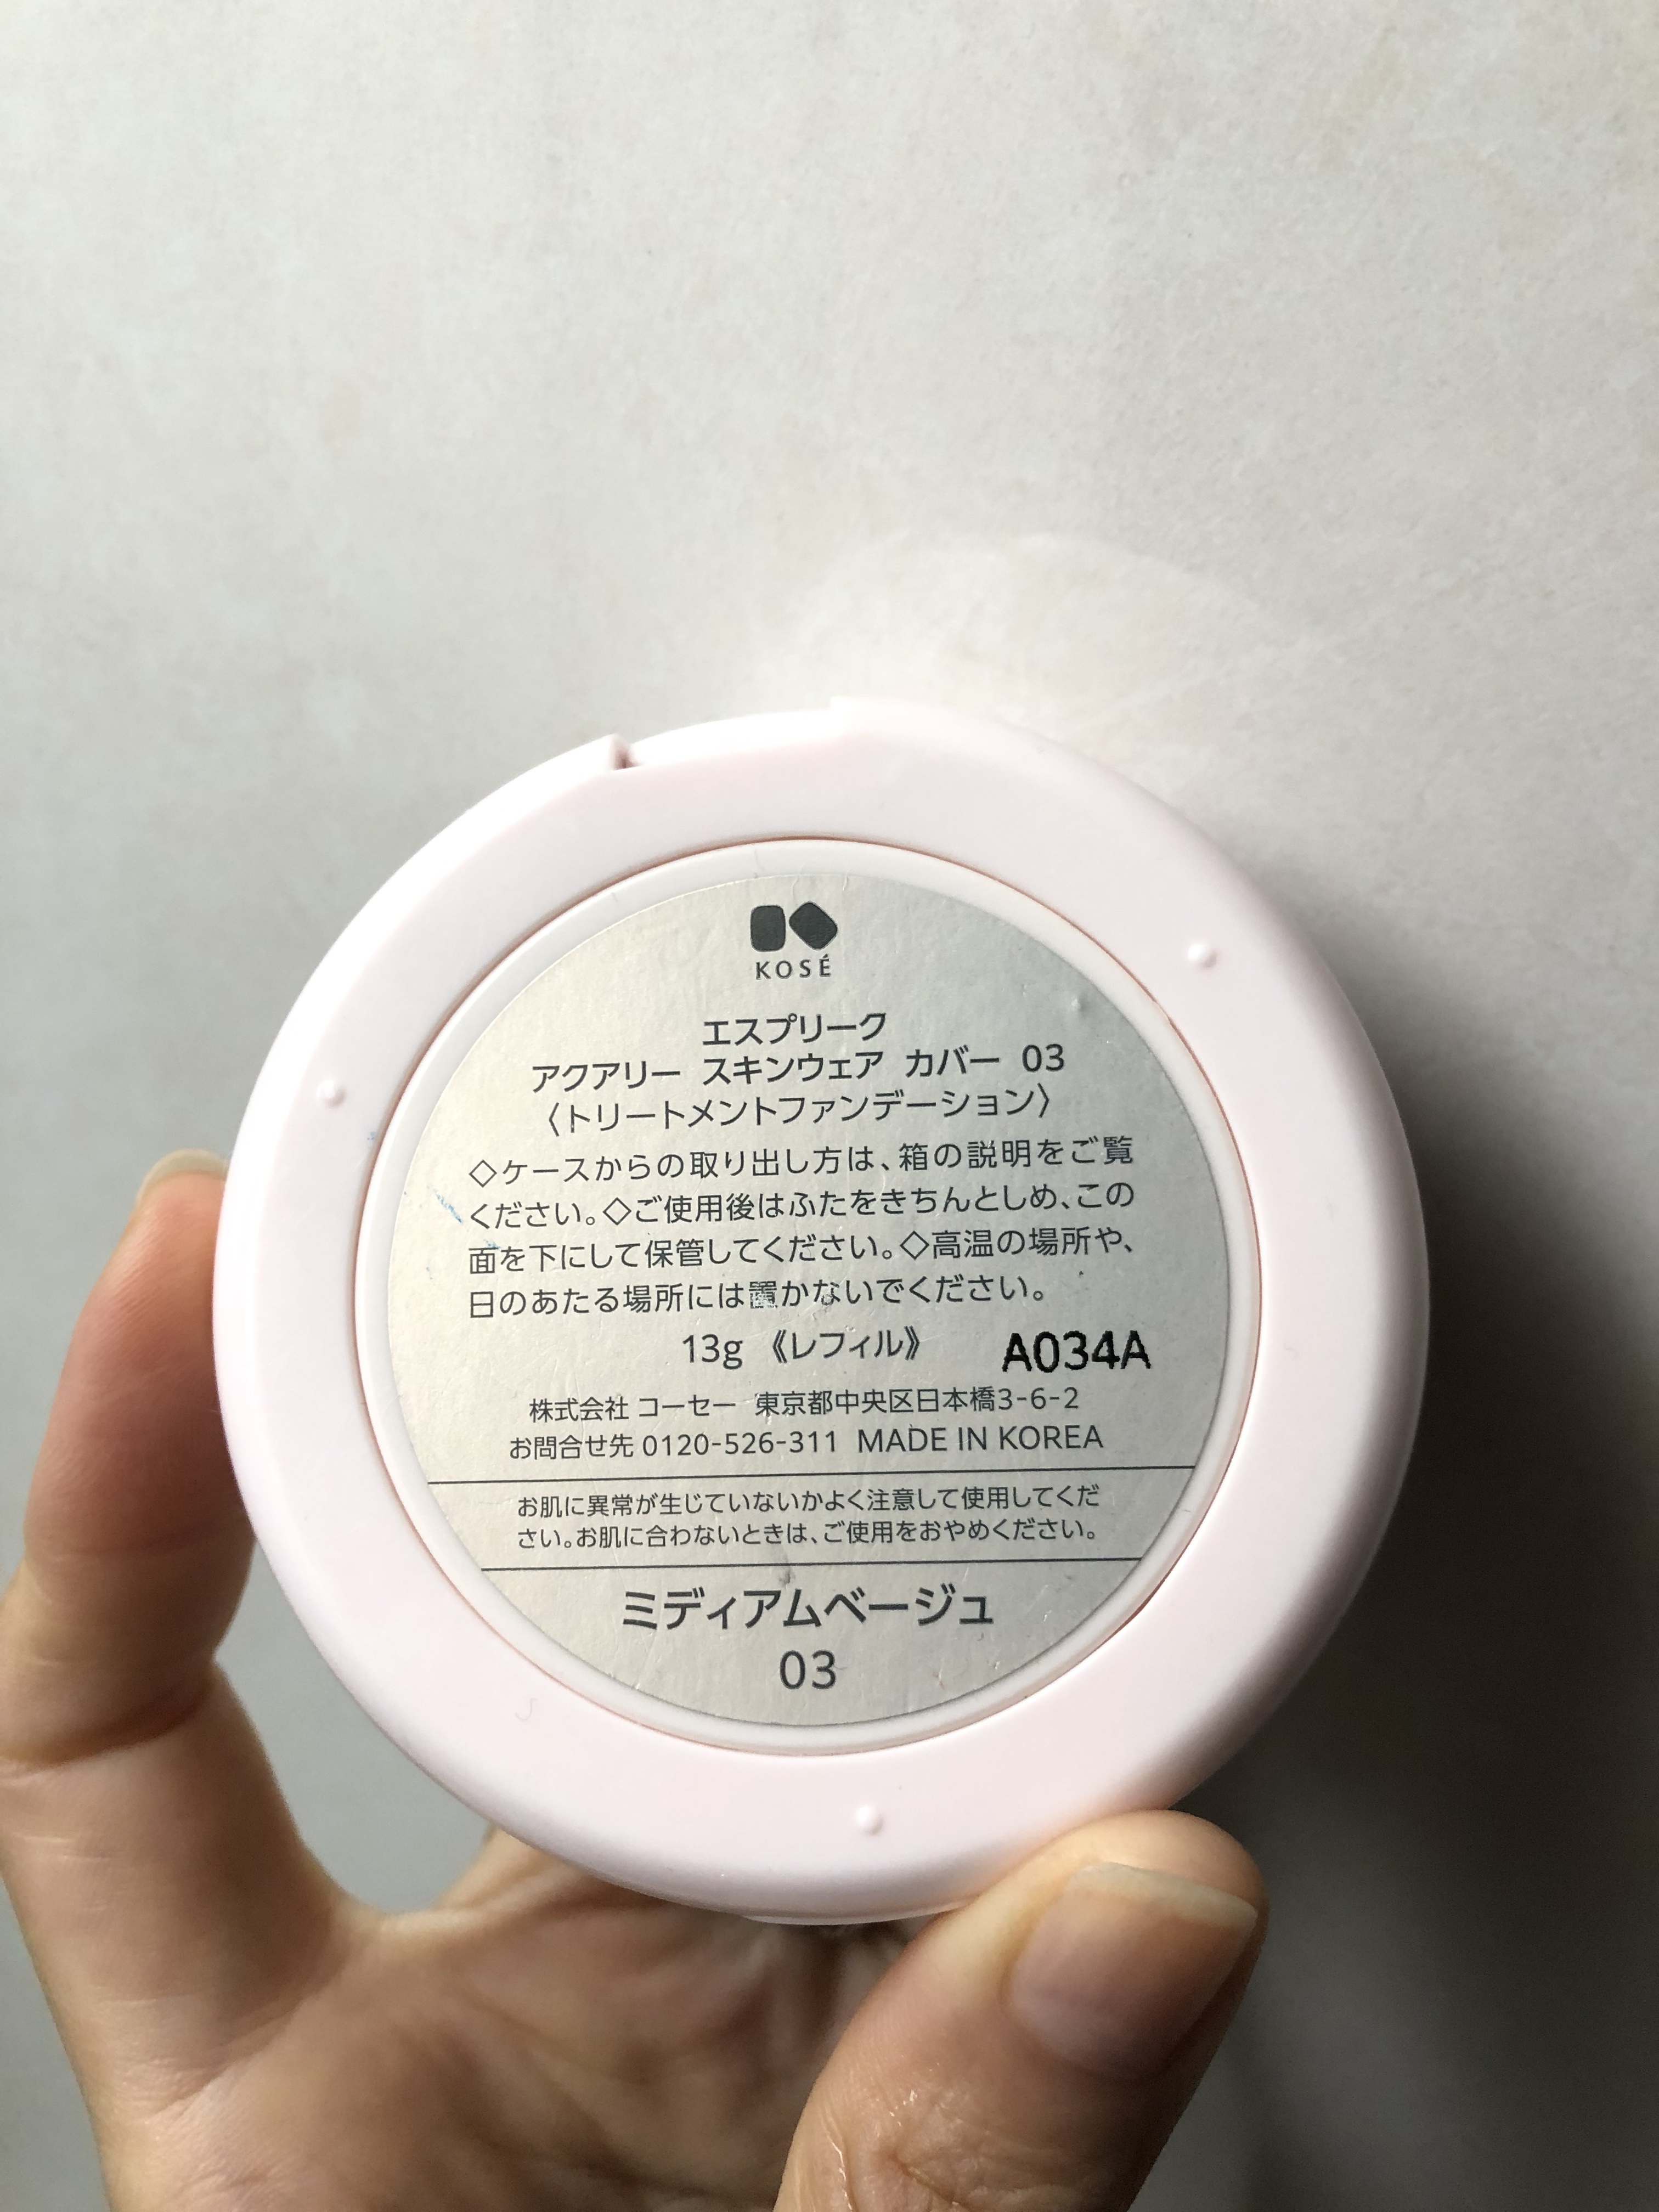 KOSÉ
エスプリーク
アクアリー スキンウェア カバー 03
〈トリートメントファンデーション〉
◇ケースからの取り出し方は、箱の説明をご覧
ください。◇ご使用後はふたをきちんとしめ、この
面を下にして保管してください。◇高温の場所や、
日のあたる場所には置かないでください。
13g 《レフィル》 A034A
株式会社 コーセー 東京都中央区日本橋3-6-2
お問合せ先 0120-526-311 MADE IN KOREA
お肌に異常が生じていないかよく注意して使用してくだ
さい。お肌に合わないときは、ご使用をおやめください。
ミディアムベージュ
03